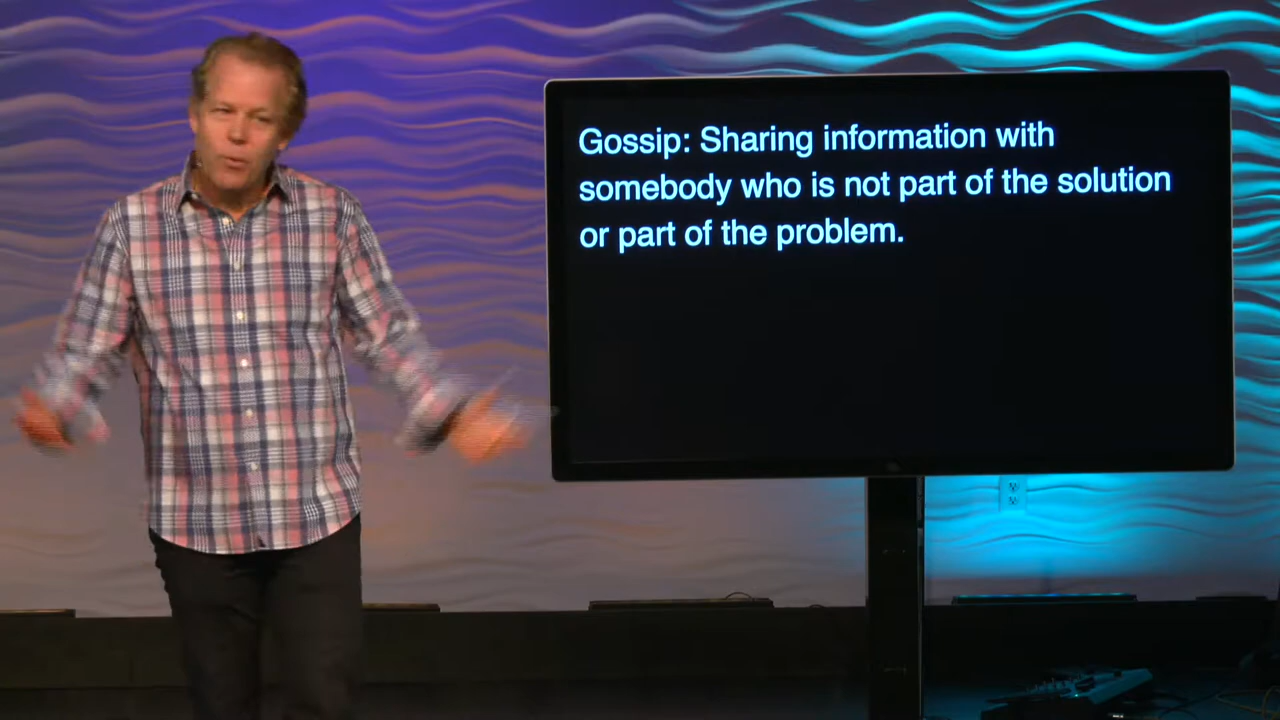 Gossip: Sharing information with
somebody who is not part of the solution
or part of the problem.